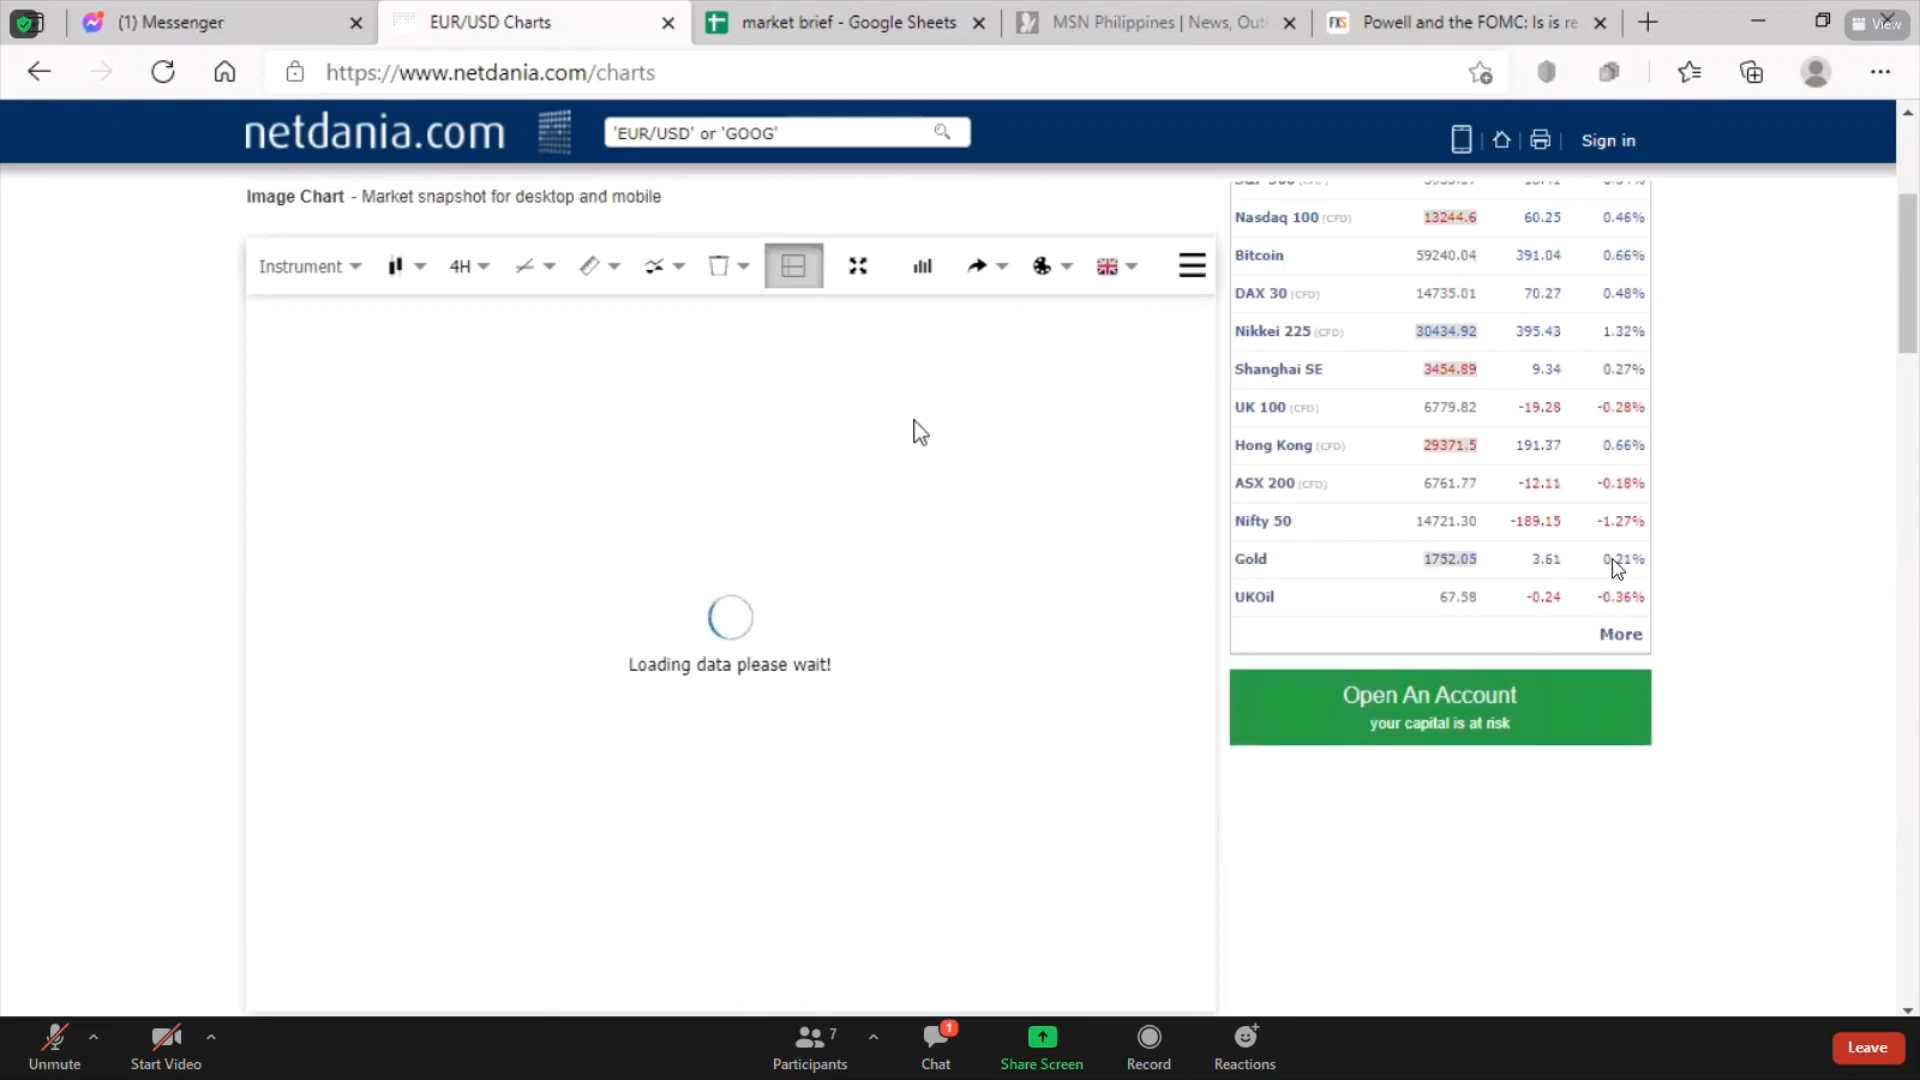 (1) Messenger
EUR/USD Charts
market brief - Google Sheets
MSN Philippines | News, Out
Powell and the FOMC: Is is re
View
https://www.netdania.com/charts
netdania.com
'EUR/USD' or 'GOOG'
Sign in
Image Chart - Market snapshot for desktop and mobile
Instrument
4H
Loading data please wait!
Nasdaq 100 (CFD) 13244.6 60.25 0.46%
Bitcoin 59240.04 391.04 0.66%
DAX 30 (CFD) 14735.01 70.27 0.48%
Nikkei 225 (CFD) 30434.92 395.43 1.32%
Shanghai SE 3454.89 9.34 0.27%
UK 100 (CFD) 6779.82 -19.28 -0.28%
Hong Kong (CFD) 29371.5 191.37 0.66%
ASX 200 (CFD) 6761.77 -12.11 -0.18%
Nifty 50 14721.30 -189.15 -1.27%
Gold 1752.05 3.61 0.21%
UKOil 67.58 -0.24 -0.36%
More
Open An Account
your capital is at risk
Unmute
Start Video
7
Participants
1
Chat
Share Screen
Record
Reactions
Leave